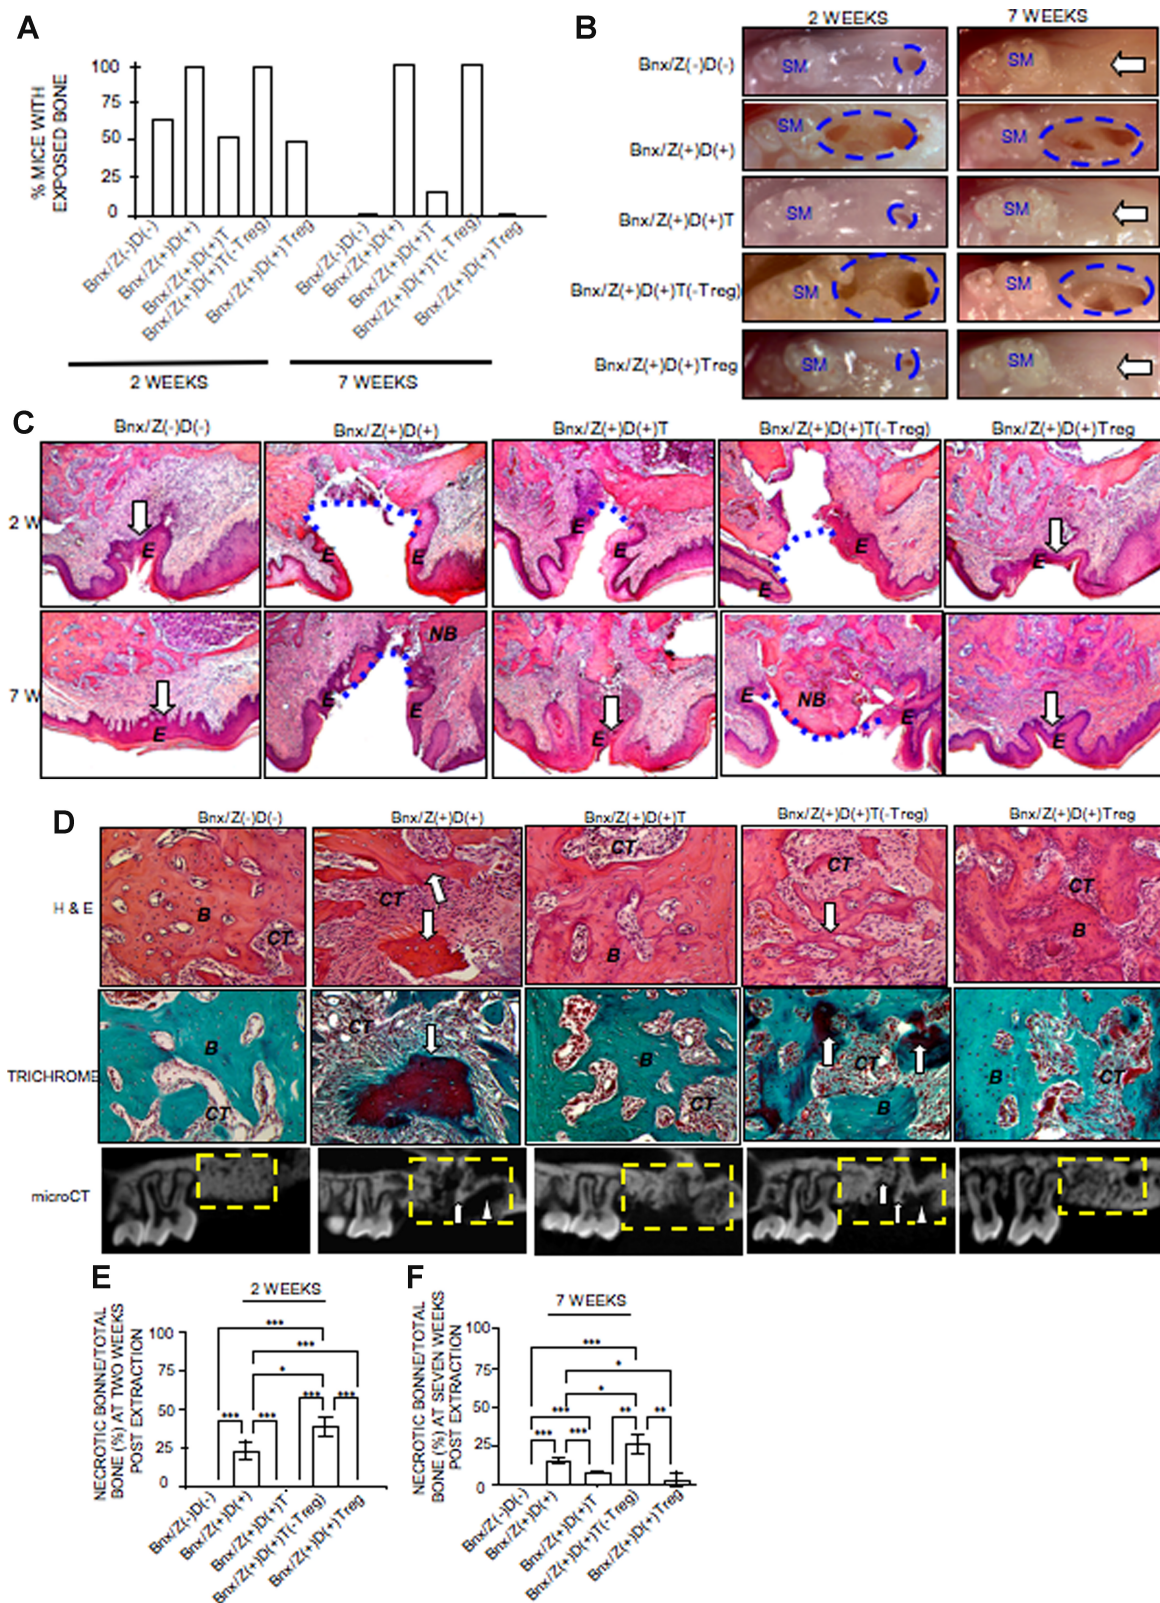 A
% MICE WITH
EXPOSED BONE
100
75
50
25
0
Bnx/Z(-)D(-)
Bnx/Z(+)D(+)
Bnx/Z(+)D(+)T
Bnx/Z(+)D(+)T(-Treg)
Bnx/Z(+)D(+)Treg
Bnx/Z(-)D(-)
Bnx/Z(+)D(+)
Bnx/Z(+)D(+)T
Bnx/Z(+)D(+)T(-Treg)
Bnx/Z(+)D(+)Treg
2 WEEKS
7 WEEKS
B
2 WEEKS
7 WEEKS
Bnx/Z(-)D(-)
SM
SM
Bnx/Z(+)D(+)
SM
SM
Bnx/Z(+)D(+)T
SM
SM
Bnx/Z(+)D(+)T(-Treg)
SM
SM
Bnx/Z(+)D(+)Treg
SM
SM
C
Bnx/Z(-)D(-)
Bnx/Z(+)D(+)
Bnx/Z(+)D(+)T
Bnx/Z(+)D(+)T(-Treg)
Bnx/Z(+)D(+)Treg
2 W
E
E
E
E
E
E
E
E
7 W
E
E
NB
E
E
E
NB
E
E
D
Bnx/Z(-)D(-)
Bnx/Z(+)D(+)
Bnx/Z(+)D(+)T
Bnx/Z(+)D(+)T(-Treg)
Bnx/Z(+)D(+)Treg
H & E
B
CT
CT
CT
B
CT
CT
B
TRICHROME
B
CT
CT
B
CT
CT
B
B
CT
microCT
E
2 WEEKS
NECROTIC BONNE/TOTAL
BONE (%) AT TWO WEEKS
POST EXTRACTION
100
75
50
25
0
***
***
*
***
***
***
***
Bnx/Z(-)D(-)
Bnx/Z(+)D(+)
Bnx/Z(+)D(+)T
Bnx/Z(+)D(+)T(-Treg)
Bnx/Z(+)D(+)Treg
F
7 WEEKS
NECROTIC BONNE/TOTAL
BONE (%) AT SEVEN WEEKS
POST EXTRACTION
100
75
50
25
0
***
*
*
***
**
**
***
***
Bnx/Z(-)D(-)
Bnx/Z(+)D(+)
Bnx/Z(+)D(+)T
Bnx/Z(+)D(+)T(-Treg)
Bnx/Z(+)D(+)Treg